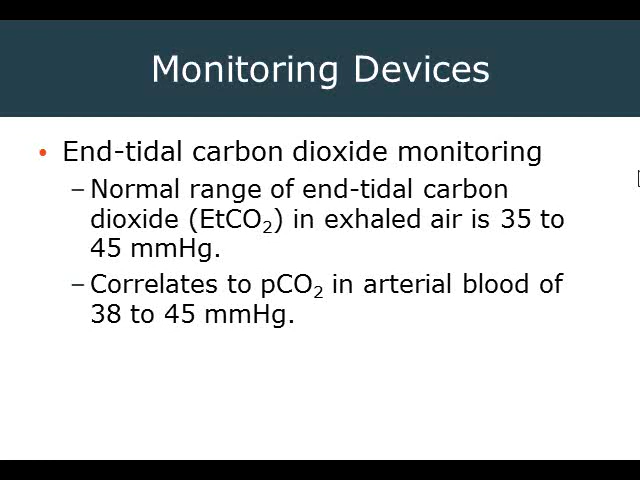 Monitoring Devices
• End-tidal carbon dioxide monitoring
– Normal range of end-tidal carbon
dioxide (EtCO₂) in exhaled air is 35 to
45 mmHg.
– Correlates to pCO₂ in arterial blood of
38 to 45 mmHg.